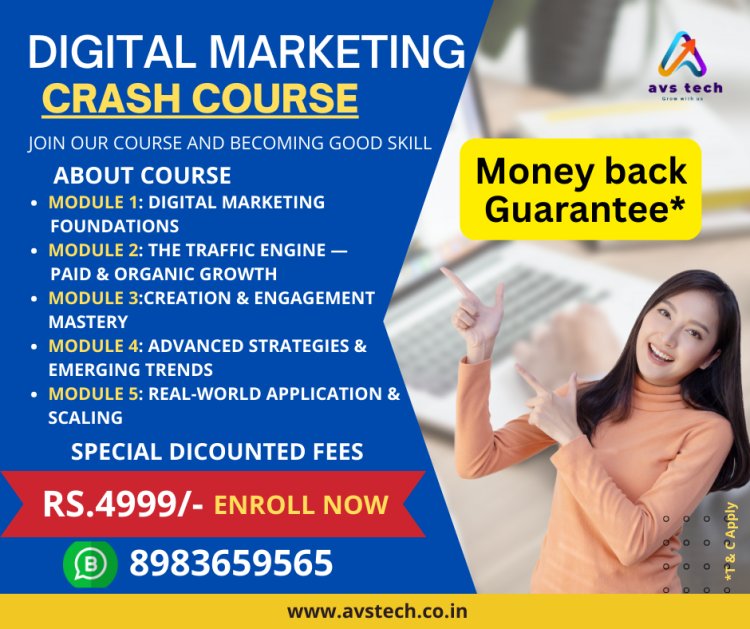 DIGITAL MARKETING
CRASH COURSE
JOIN OUR COURSE AND BECOMING GOOD SKILL
ABOUT COURSE
• MODULE 1: DIGITAL MARKETING
FOUNDATIONS
• MODULE 2: THE TRAFFIC ENGINE —
PAID & ORGANIC GROWTH
• MODULE 3:CREATION & ENGAGEMENT
MASTERY
• MODULE 4: ADVANCED STRATEGIES &
EMERGING TRENDS
• MODULE 5: REAL-WORLD APPLICATION &
SCALING
SPECIAL DICOUNTED FEES
RS.4999/- ENROLL NOW
8983659565
avs tech
Grow with us
Money back
Guarantee*
*T & C Apply
www.avstech.co.in